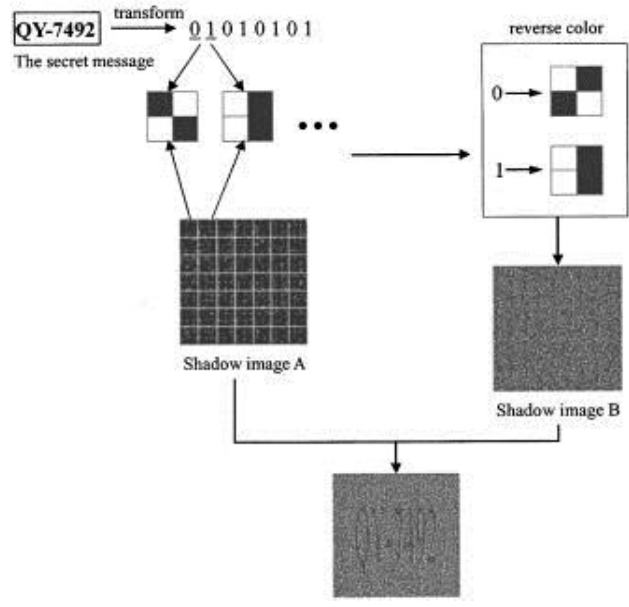 QY-7492
transform
0 1 0 1 0 1 0 1
The secret message
reverse color
0
1
Shadow image A
Shadow image B